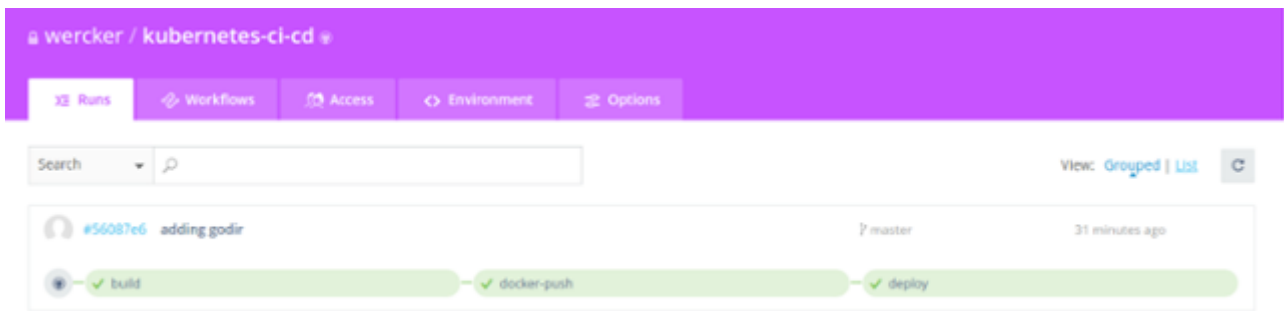 wercker / kubernetes-ci-cd
Runs Workflows Access Environment Options
Search View: Grouped | List
#56087e6 adding godir master 31 minutes ago
build docker-push deploy